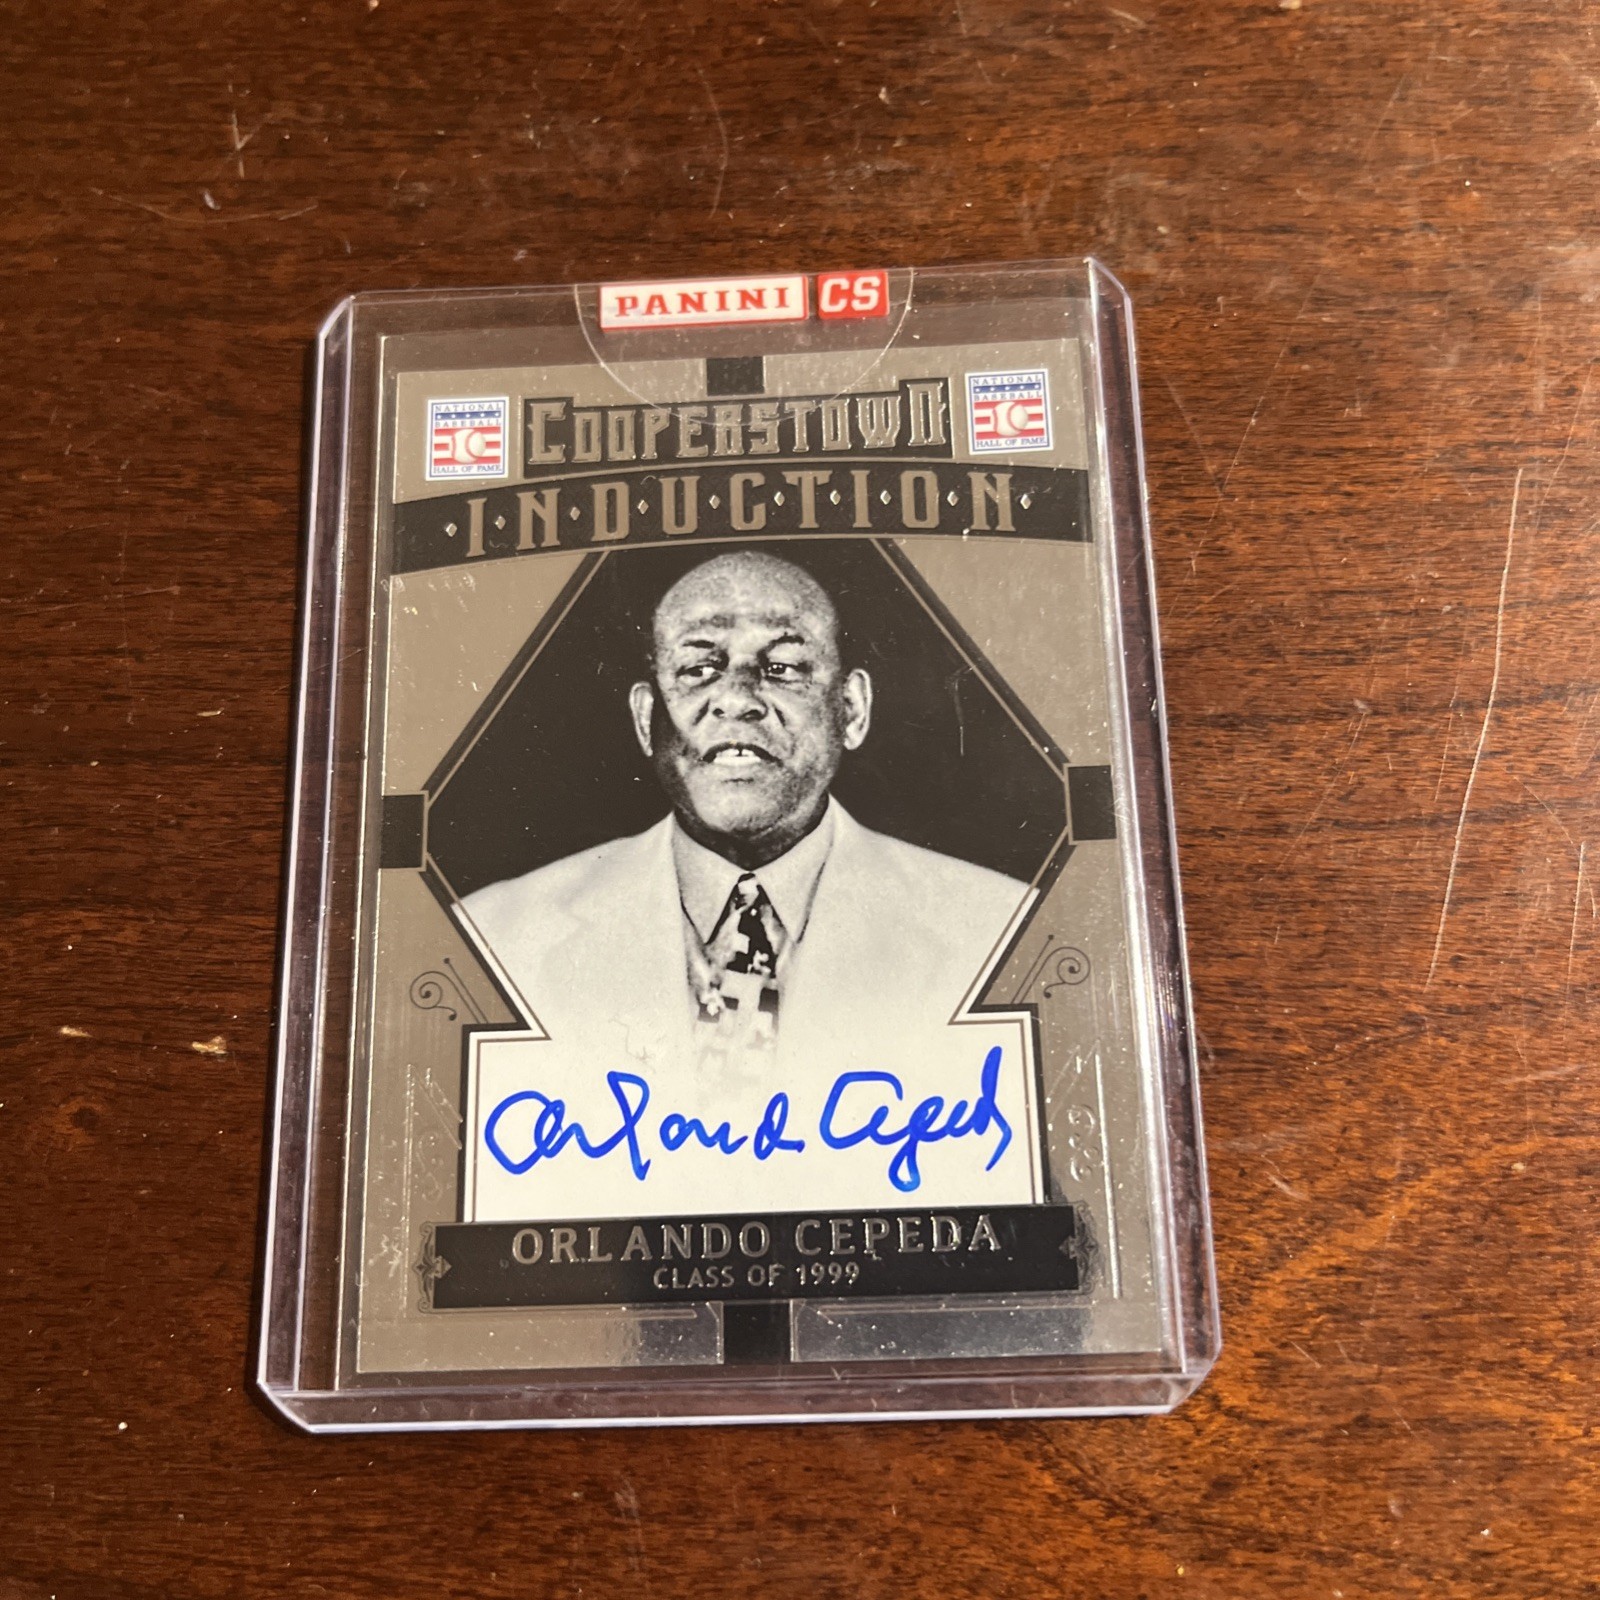 PANINI CS
NATIONAL BASEBALL HALL OF FAME
COOPERSTOWN
NATIONAL BASEBALL HALL OF FAME
·I·N·D·U·C·T·I·O·N·
Orlando Cepeda
ORLANDO CEPEDA
CLASS OF 1999